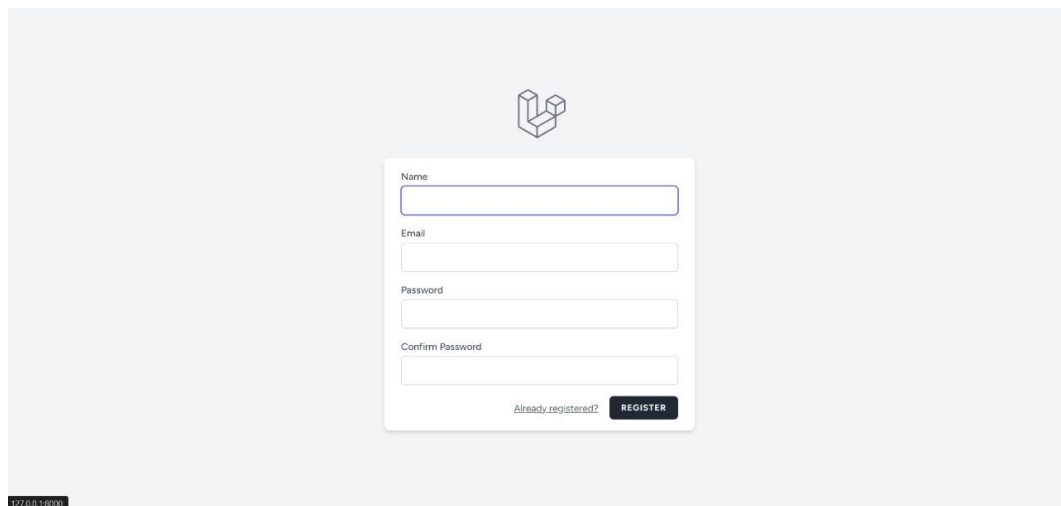 Name
Email
Password
Confirm Password
Already registered? REGISTER
127.0.0.1:8000